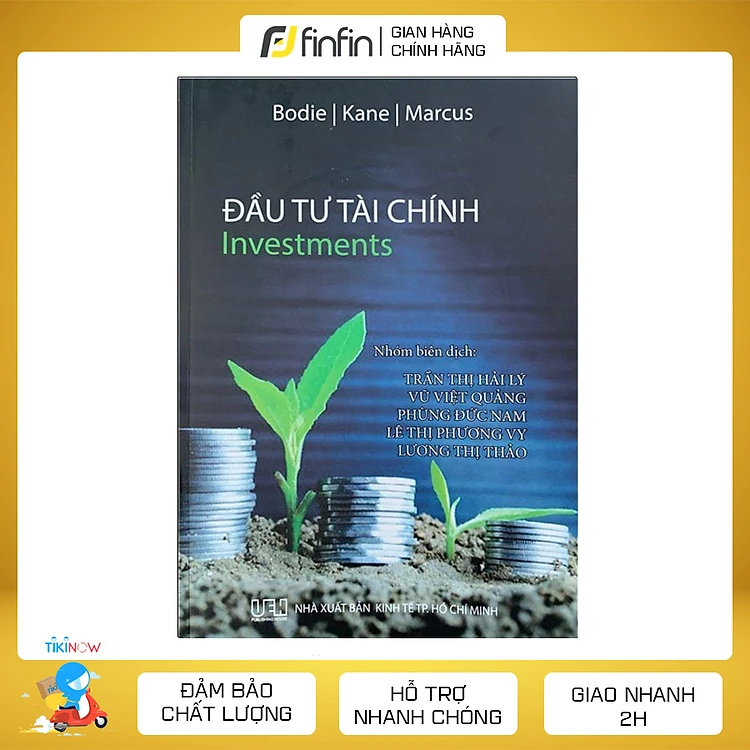 finfin
GIAN HÀNG
CHÍNH HÃNG
Bodie | Kane | Marcus
ĐẦU TƯ TÀI CHÍNH
Investments
Nhóm biên dịch:
TRẦN THỊ HẢI LÝ
VŨ VIỆT QUẢNG
PHÙNG ĐỨC NAM
LÊ THỊ PHƯƠNG VY
LƯƠNG THỊ THẢO
UEH
PUBLISHING HOUSE
NHÀ XUẤT BẢN KINH TẾ TP. HỒ CHÍ MINH
TIKINOW
TIKI
ĐẢM BẢO
CHẤT LƯỢNG
HỖ TRỢ
NHANH CHÓNG
GIAO NHANH
2H